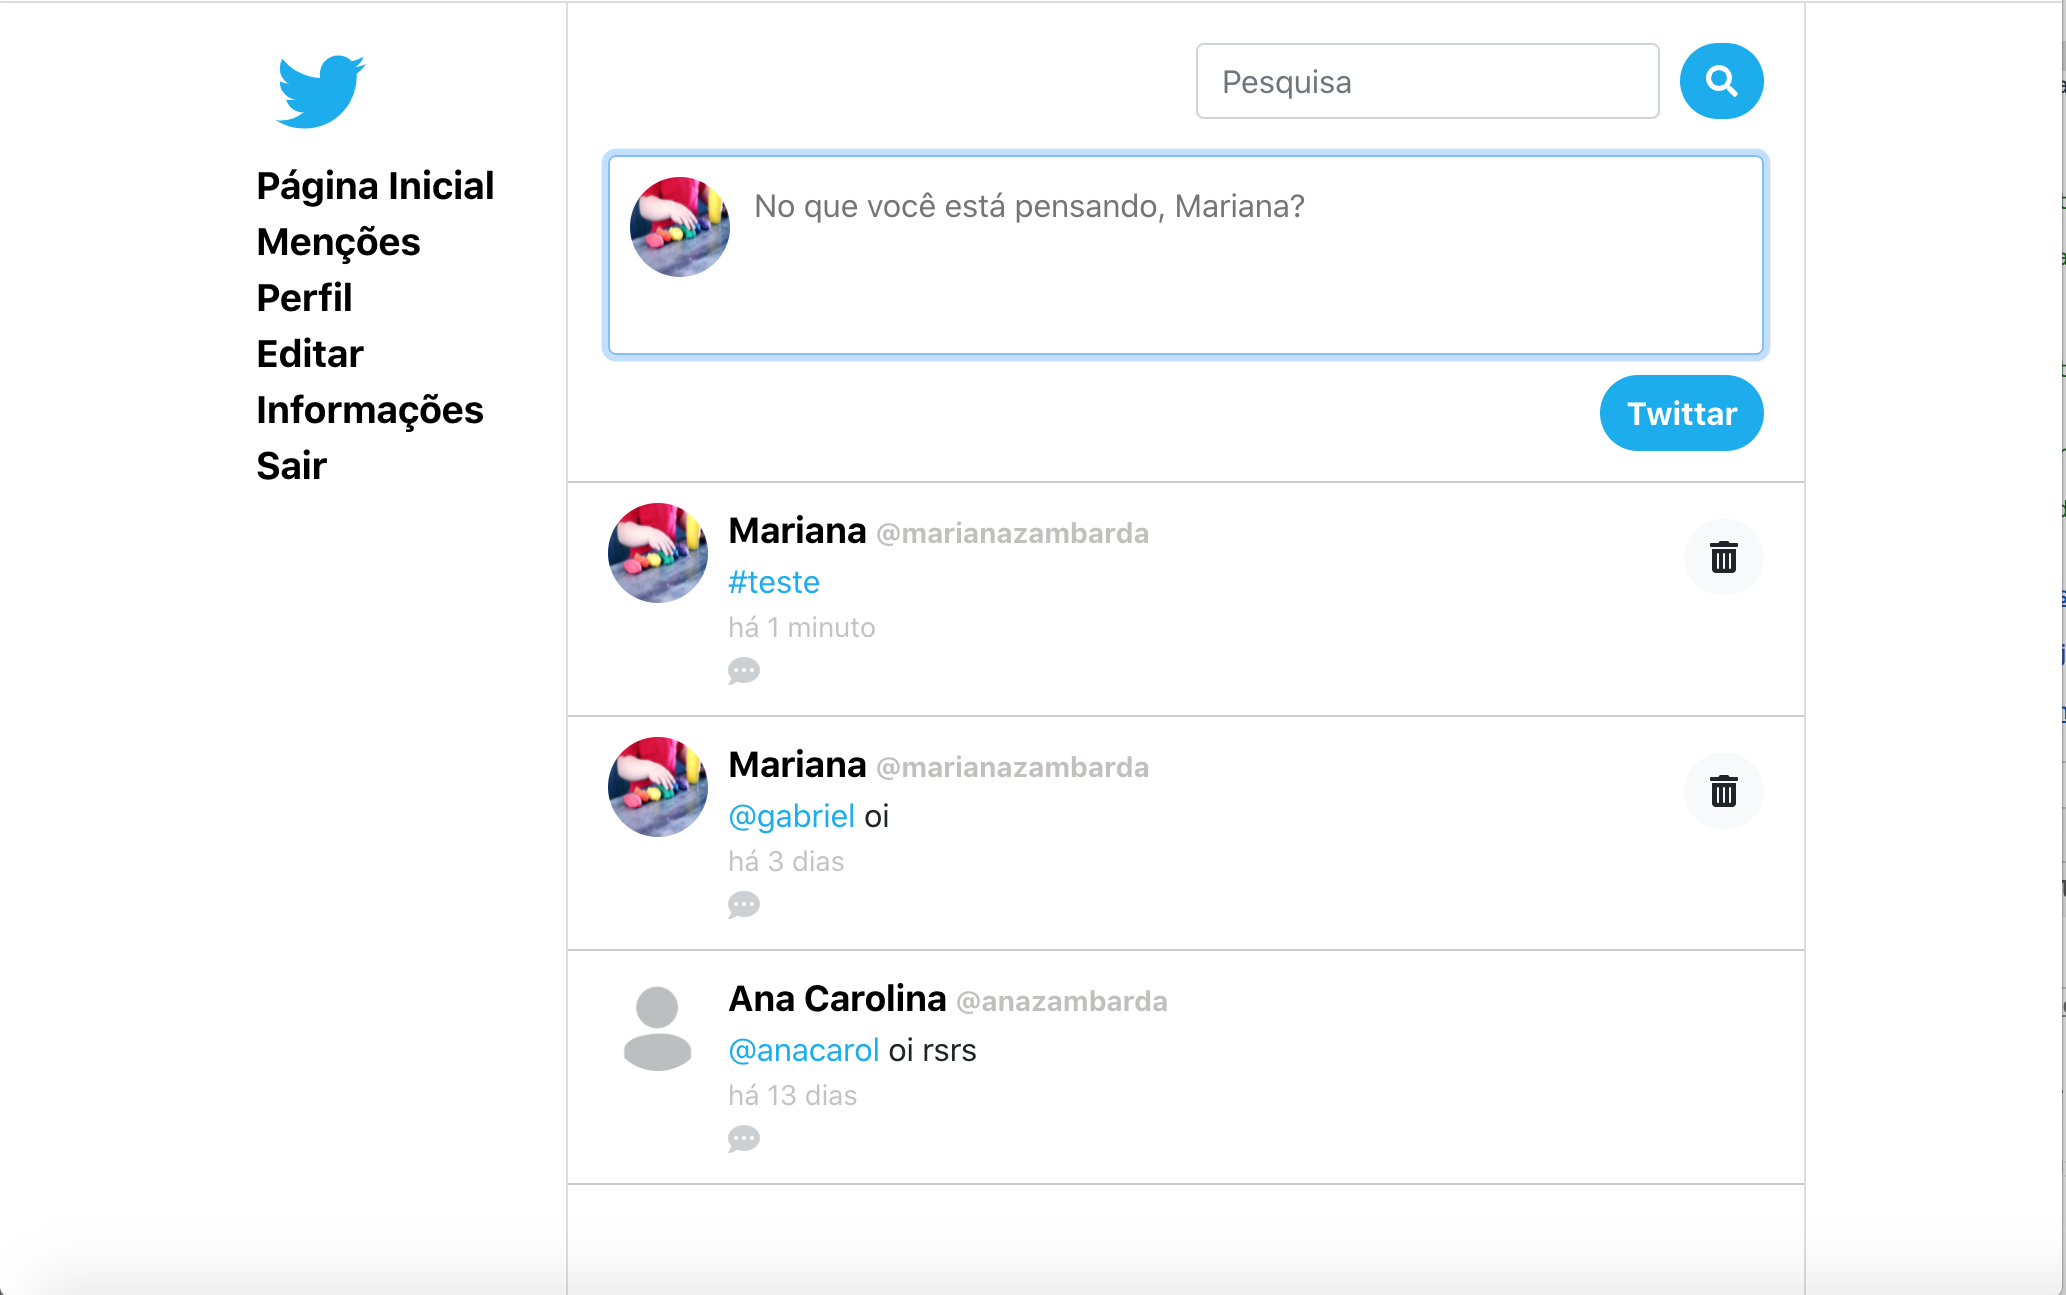 Página Inicial
Menções
Perfil
Editar
Informações
Sair
Pesquisa
No que você está pensando, Mariana?
Twittar
Mariana @marianazambarda
#teste
há 1 minuto
Mariana @marianazambarda
@gabriel oi
há 3 dias
Ana Carolina @anazambarda
@anacarol oi rsrs
há 13 dias